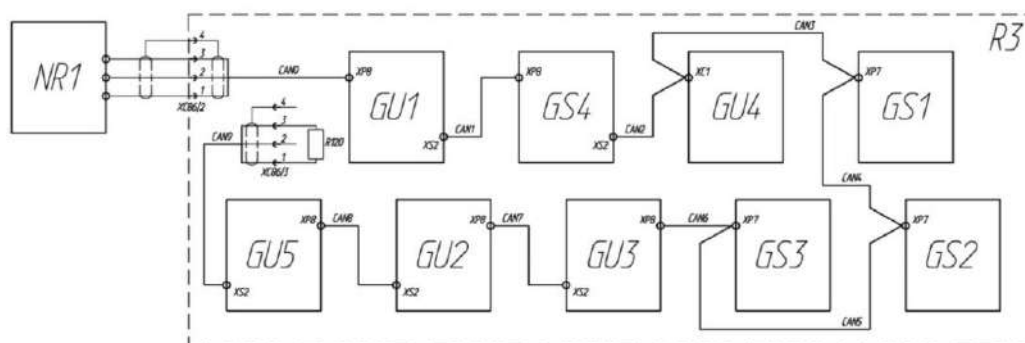 R3
NR1
4
3
2
1
XCB6/2
CAN0
XP8
GU1
XS2
CAN1
XP8
GS4
XS2
CAN2
XC1
GU4
CAN3
XP7
GS1
CAN4
4
3
2
1
XCB6/3
R120
CAN9
XS2
GU5
XP8
CAN8
XS2
GU2
XP8
CAN7
XS2
GU3
XP8
CAN6
XP7
GS3
CAN5
XP7
GS2